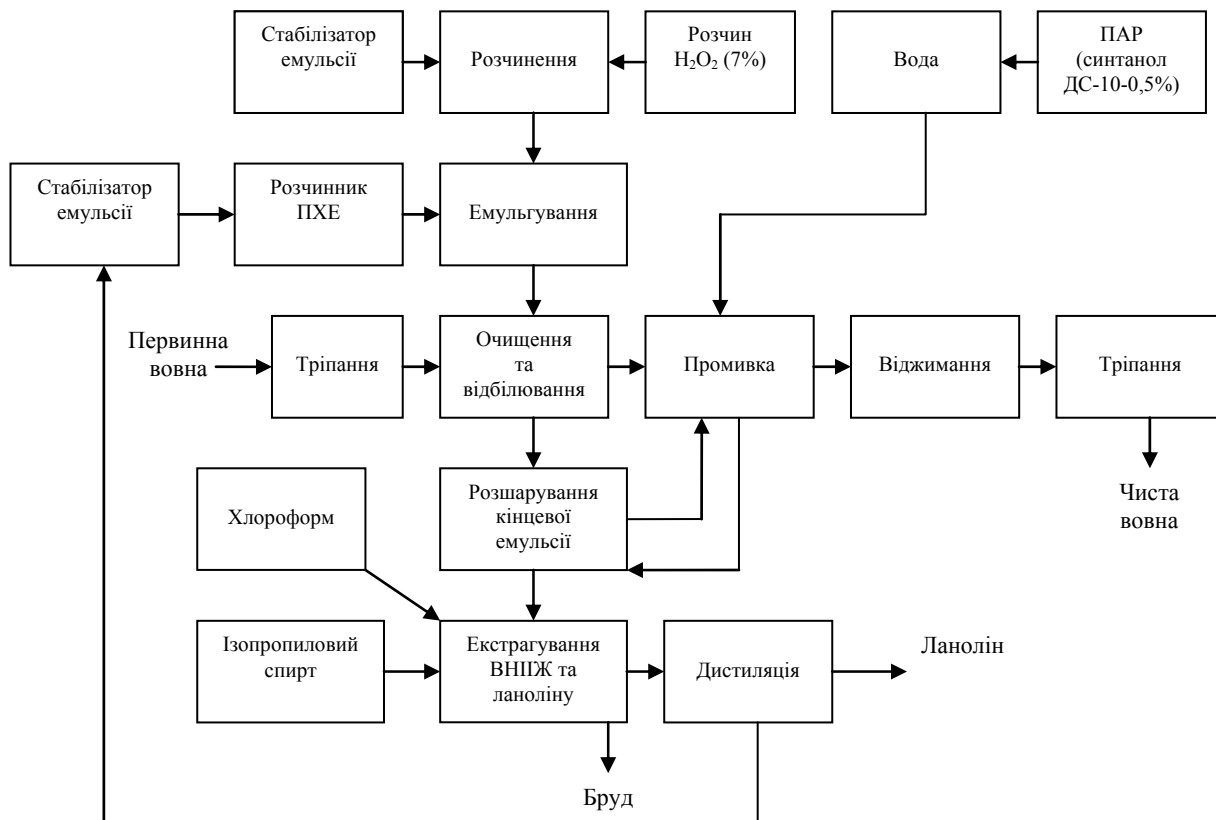 Стабілізатор
емульсії
Розчинення
Розчин
H₂O₂ (7%)
Вода
ПАР
(синтанол
ДС-10-0,5%)
Стабілізатор
емульсії
Розчинник
ПХЕ
Емульгування
Первинна
вовна
Тріпання
Очищення
та
відбілювання
Промивка
Віджимання
Тріпання
Чиста
вовна
Хлороформ
Розшарування
кінцевої
емульсії
Ізопропиловий
спирт
Екстрагування
ВНІІЖ та
ланоліну
Дистиляція
Ланолін
Бруд